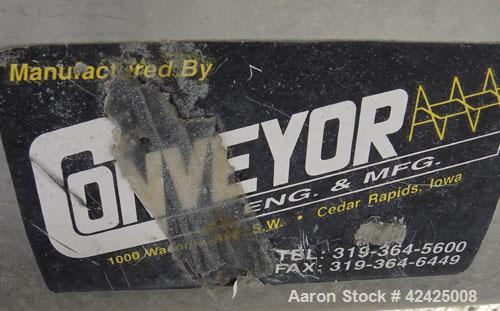 Manufactured By
CONVEYOR
ENG. & MFG.
1000 S.W. • Cedar Rapids, Iowa
TEL: 319-364-5600
FAX: 319-364-6449
Aaron Stock # 42425008